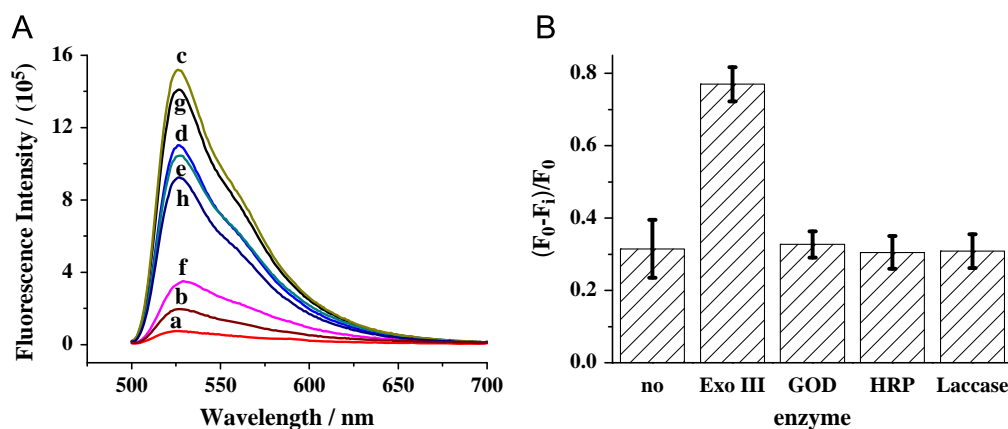 A
Fluorescence Intensity / (10⁵)
16
12
8
4
0
c
g
d
e
h
f
b
a
500 550 600 650 700
Wavelength / nm
B
(F₀-Fᵢ)/F₀
0.8
0.6
0.4
0.2
0.0
no Exo III GOD HRP Laccase
enzyme